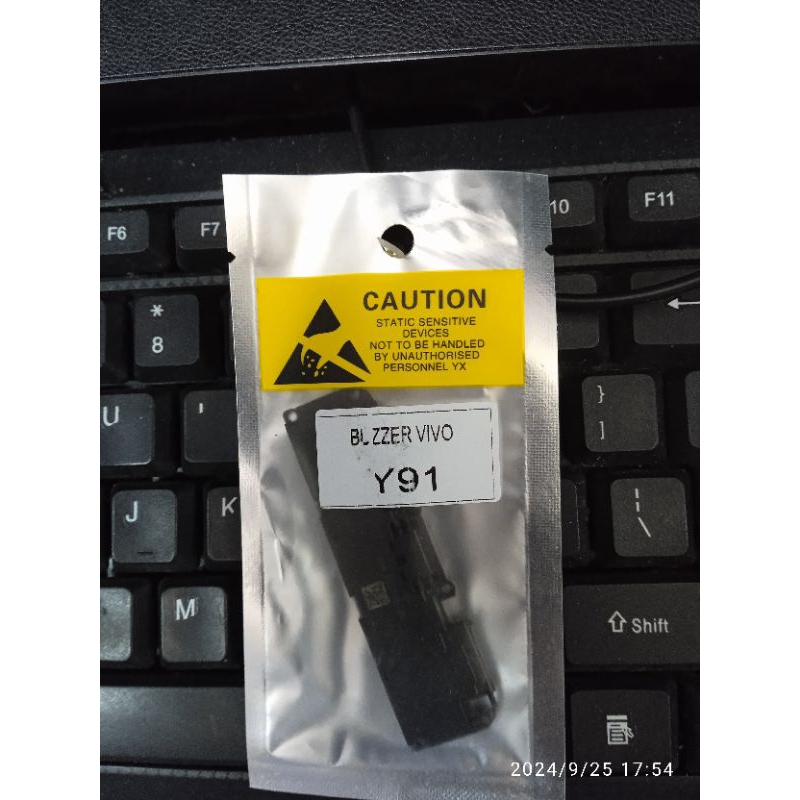 F6
F7
10
F11
*
8
CAUTION
STATIC SENSITIVE
DEVICES
NOT TO BE HANDLED
BY UNAUTHORISED
PERSONNEL YX
}
]
U
BUZZER VIVO
Y91
J
K
¦
\
M
Shift
2024/9/25 17:54